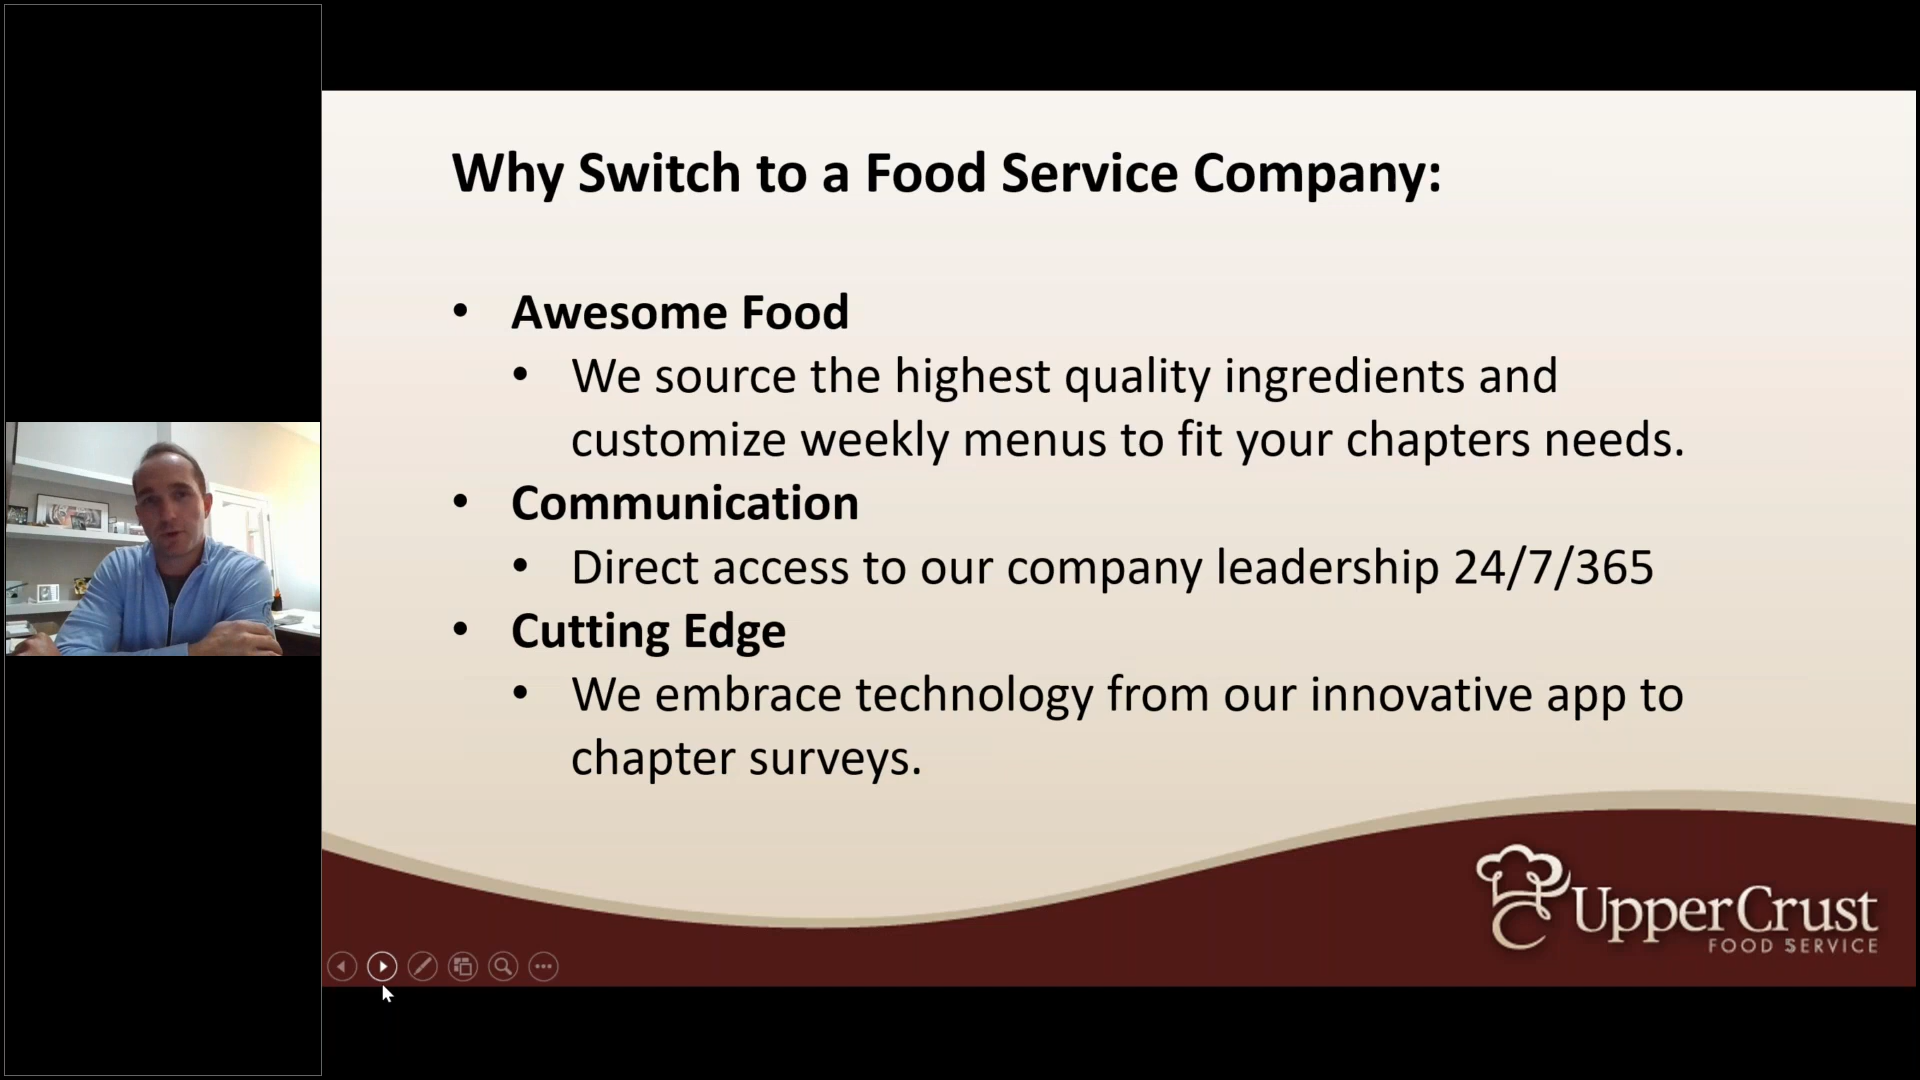 Why Switch to a Food Service Company:
• Awesome Food
• We source the highest quality ingredients and
customize weekly menus to fit your chapters needs.
• Communication
• Direct access to our company leadership 24/7/365
• Cutting Edge
• We embrace technology from our innovative app to
chapter surveys.
UpperCrust
FOOD SERVICE